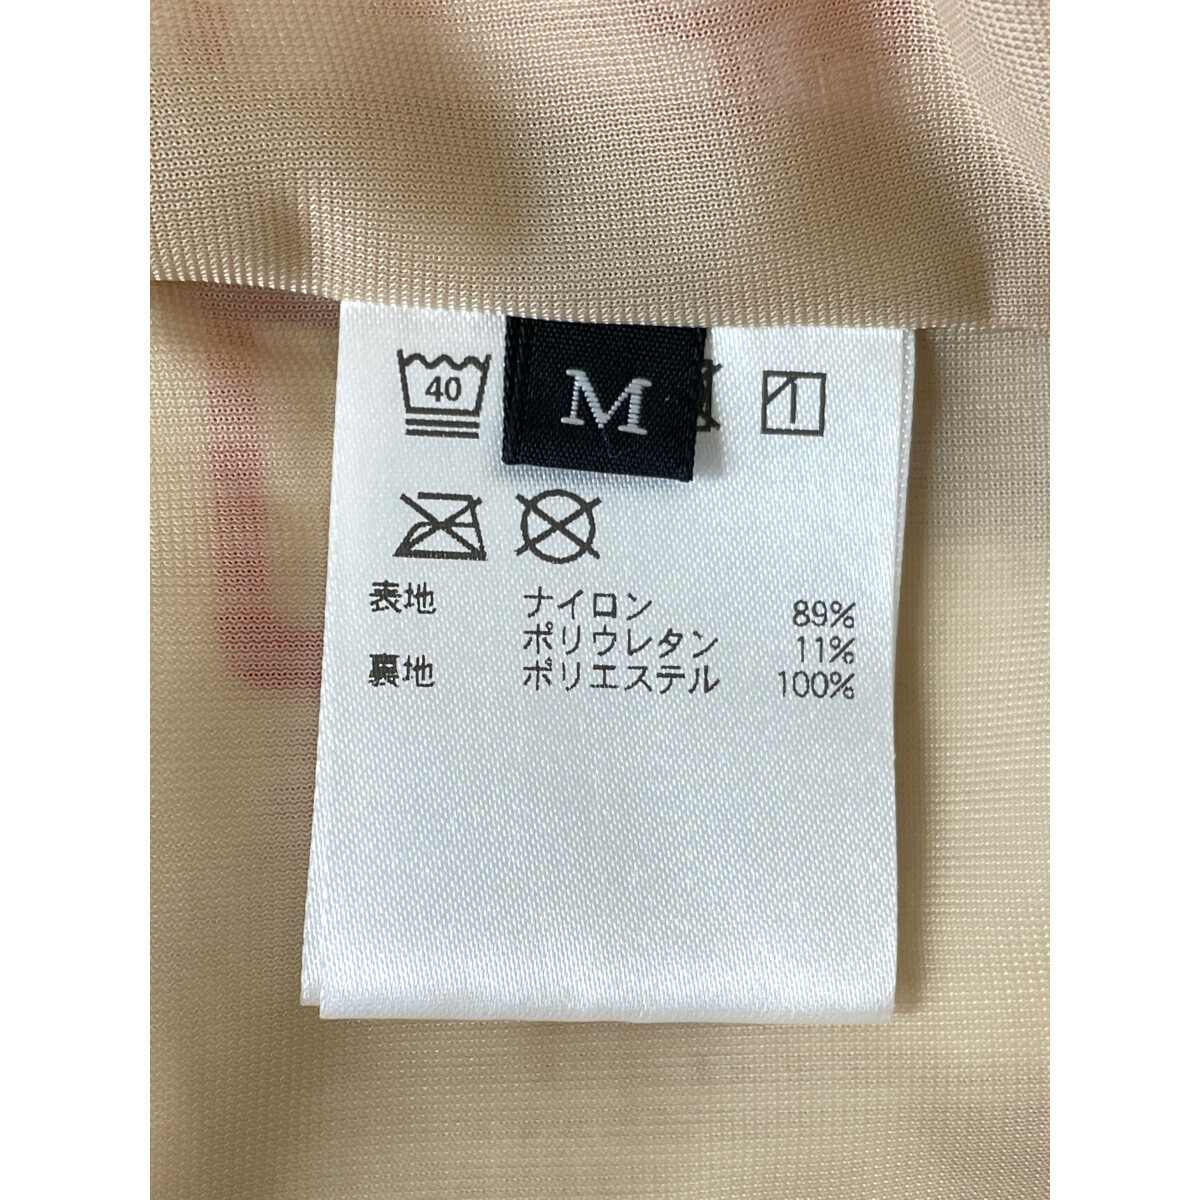 40
M
表地 ナイロン 89%
ポリウレタン 11%
裏地 ポリエステル 100%